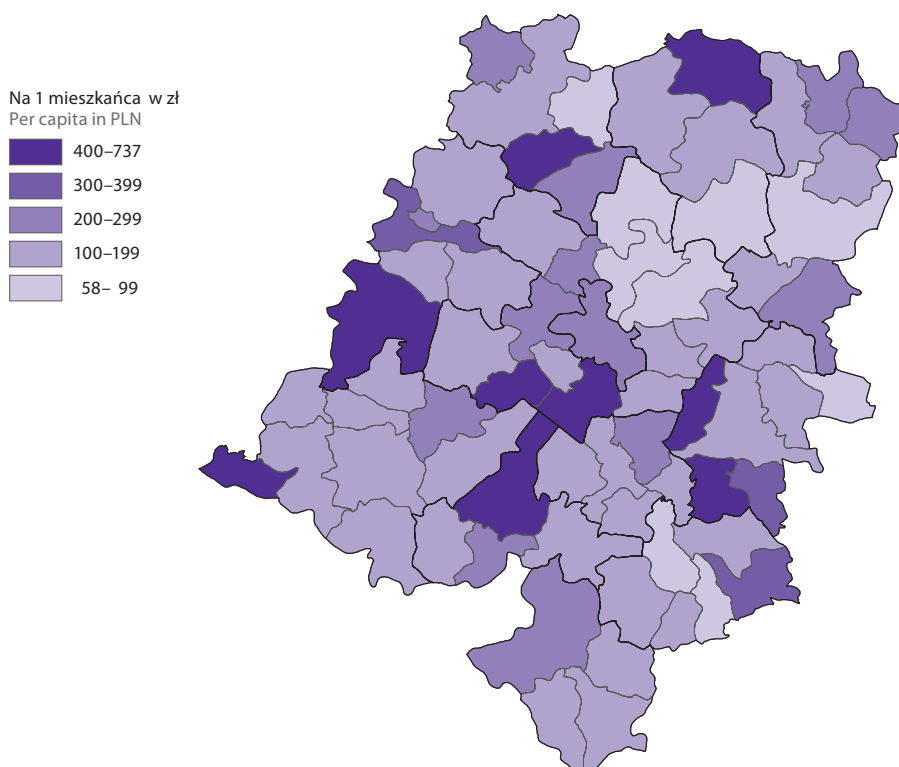 Na 1 mieszkańca w zł
Per capita in PLN
400–737
300–399
200–299
100–199
58– 99